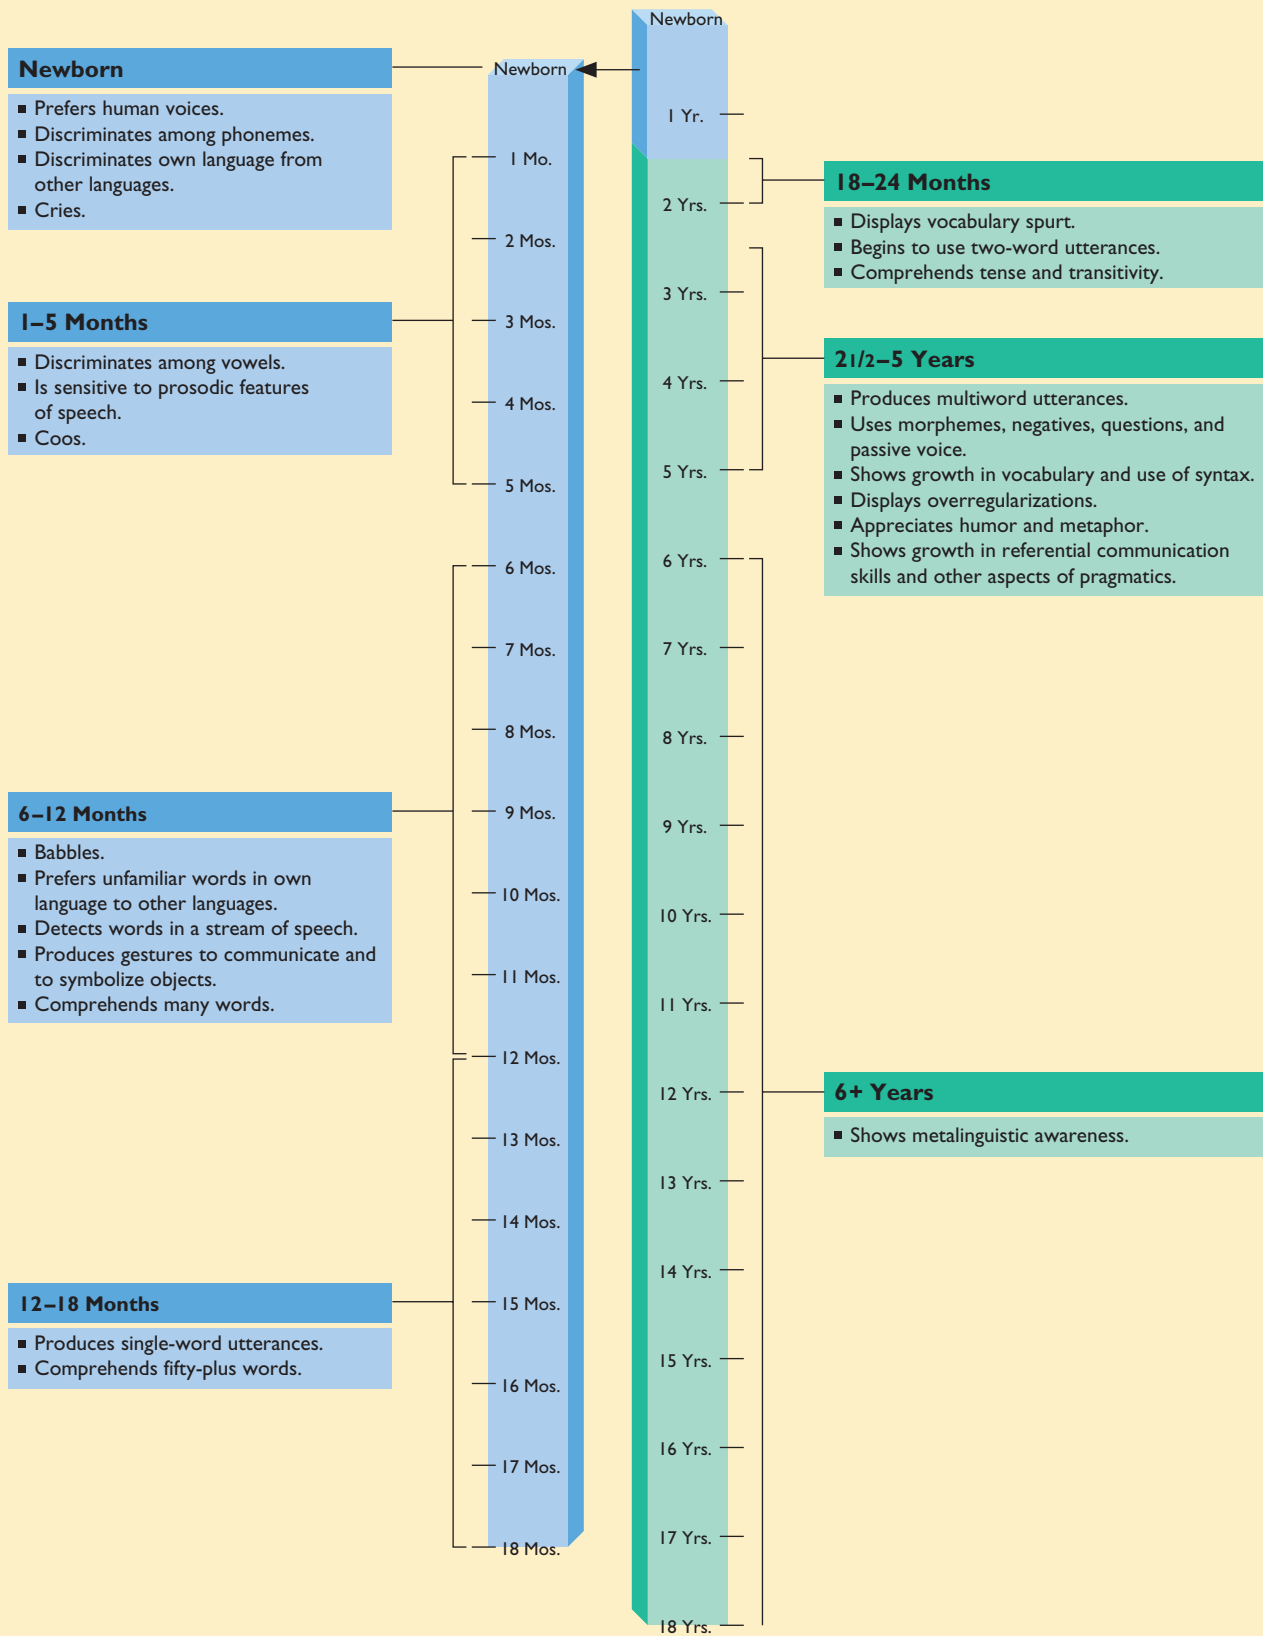 Newborn
■ Prefers human voices.
■ Discriminates among phonemes.
■ Discriminates own language from
other languages.
■ Cries.
1–5 Months
■ Discriminates among vowels.
■ Is sensitive to prosodic features
of speech.
■ Coos.
6–12 Months
■ Babbles.
■ Prefers unfamiliar words in own
language to other languages.
■ Detects words in a stream of speech.
■ Produces gestures to communicate and
to symbolize objects.
■ Comprehends many words.
12–18 Months
■ Produces single-word utterances.
■ Comprehends fifty-plus words.
Newborn
1 Mo.
2 Mos.
3 Mos.
4 Mos.
5 Mos.
6 Mos.
7 Mos.
8 Mos.
9 Mos.
10 Mos.
11 Mos.
12 Mos.
13 Mos.
14 Mos.
15 Mos.
16 Mos.
17 Mos.
18 Mos.
Newborn
1 Yr.
2 Yrs.
3 Yrs.
4 Yrs.
5 Yrs.
6 Yrs.
7 Yrs.
8 Yrs.
9 Yrs.
10 Yrs.
11 Yrs.
12 Yrs.
13 Yrs.
14 Yrs.
15 Yrs.
16 Yrs.
17 Yrs.
18 Yrs.
18–24 Months
■ Displays vocabulary spurt.
■ Begins to use two-word utterances.
■ Comprehends tense and transitivity.
21/2–5 Years
■ Produces multiword utterances.
■ Uses morphemes, negatives, questions, and
passive voice.
■ Shows growth in vocabulary and use of syntax.
■ Displays overregularizations.
■ Appreciates humor and metaphor.
■ Shows growth in referential communication
skills and other aspects of pragmatics.
6+ Years
■ Shows metalinguistic awareness.